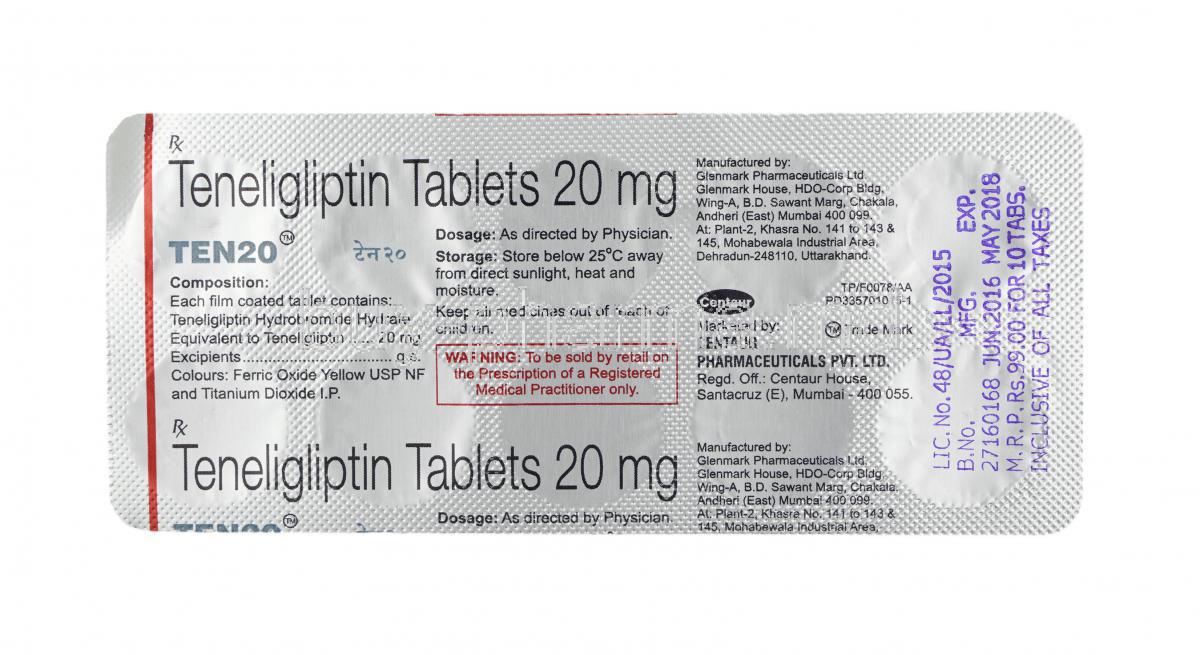 Rx
Teneligliptin Tablets 20 mg
TEN20™
टेन २०
Composition:
Each film coated tablet contains:
Teneligliptin Hydrobromide Hydrate
Equivalent to Teneligliptin ..... 20 mg
Excipients.................................... q.s.
Colours: Ferric Oxide Yellow USP NF
and Titanium Dioxide I.P.
Dosage: As directed by Physician.
Storage: Store below 25°C away
from direct sunlight, heat and
moisture.
Keep all medicines out of reach of
children.
WARNING: To be sold by retail on
the Prescription of a Registered
Medical Practitioner only.
Manufactured by:
Glenmark Pharmaceuticals Ltd.
Glenmark House, HDO-Corp Bldg,
Wing-A, B.D. Sawant Marg, Chakala,
Andheri (East) Mumbai 400 099.
At: Plant-2, Khasra No. 141 to 143 &
145, Mohabewala Industrial Area,
Dehradun-248110, Uttarakhand.
TP/F0078/AA
Centaur
Marketed by:
™ Trade Mark
CENTAUR
PHARMACEUTICALS PVT. LTD.
Regd. Off.: Centaur House,
Santacruz (E), Mumbai - 400 055.
LIC. No. 48/UA/LL/2015
B.No. MFG. EXP.
27160168 JUN.2016 MAY 2018
M.R.P.Rs.99.00 FOR 10 TABS.
INCLUSIVE OF ALL TAXES
Rx
Teneligliptin Tablets 20 mg
TEN20™
टेन २०
Dosage: As directed by Physician.
Manufactured by:
Glenmark Pharmaceuticals Ltd.
Glenmark House, HDO-Corp Bldg,
Wing-A, B.D. Sawant Marg, Chakala,
Andheri (East) Mumbai 400 099.
At: Plant-2, Khasra No. 141 to 143 &
145, Mohabewala Industrial Area,